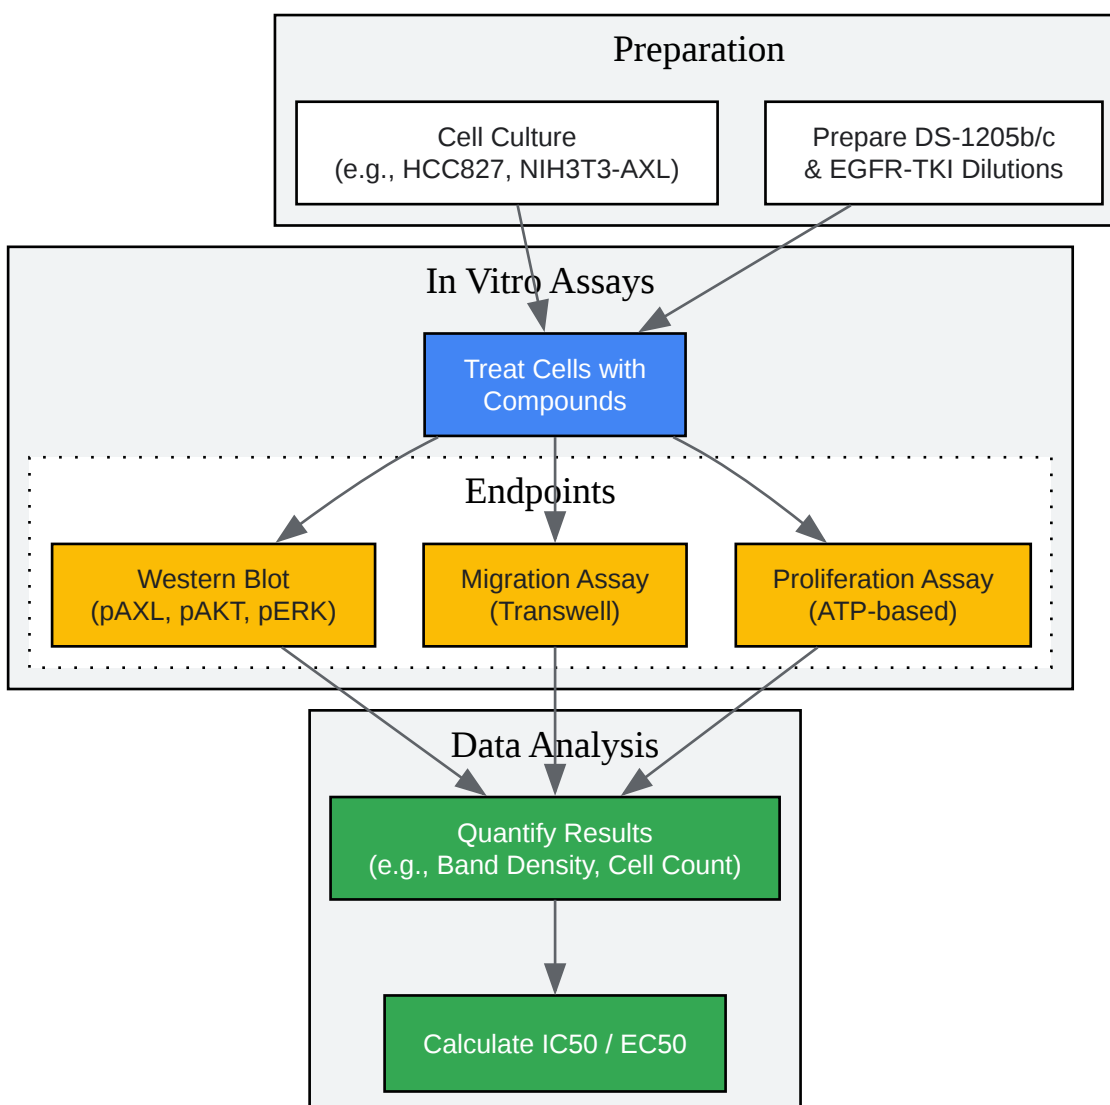 Preparation
Cell Culture
(e.g., HCC827, NIH3T3-AXL)
Prepare DS-1205b/c
& EGFR-TKI Dilutions
In Vitro Assays
Treat Cells with
Compounds
Endpoints
Western Blot
(pAXL, pAKT, pERK)
Migration Assay
(Transwell)
Proliferation Assay
(ATP-based)
Data Analysis
Quantify Results
(e.g., Band Density, Cell Count)
Calculate IC50 / EC50